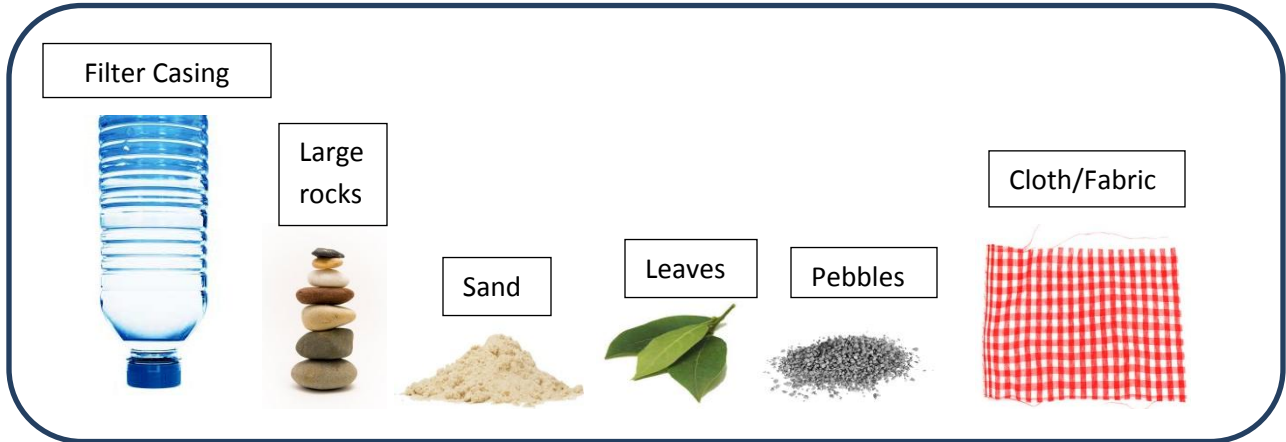 Filter Casing
Large
rocks
Sand
Leaves
Pebbles
Cloth/Fabric